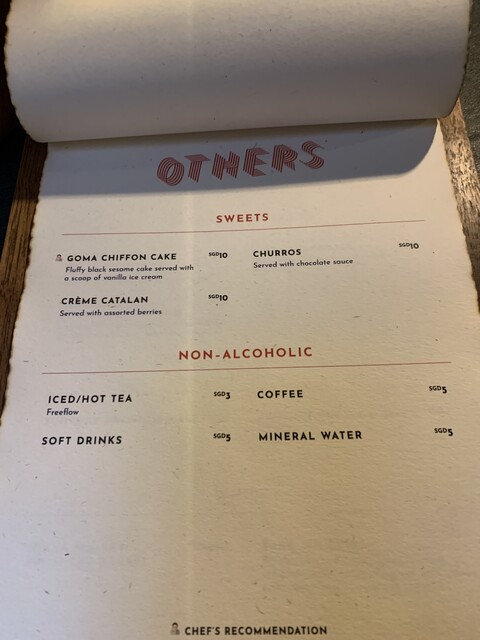 OTHERS
SWEETS
GOMA CHIFFON CAKE SGD10
Fluffy black sesame cake served with
a scoop of vanilla ice cream
CHURROS SGD10
Served with chocolate sauce
CRÈME CATALAN SGD10
Served with assorted berries
NON-ALCOHOLIC
ICED/HOT TEA SGD3
Freeflow
COFFEE SGD5
SOFT DRINKS SGD5
MINERAL WATER SGD5
CHEF'S RECOMMENDATION